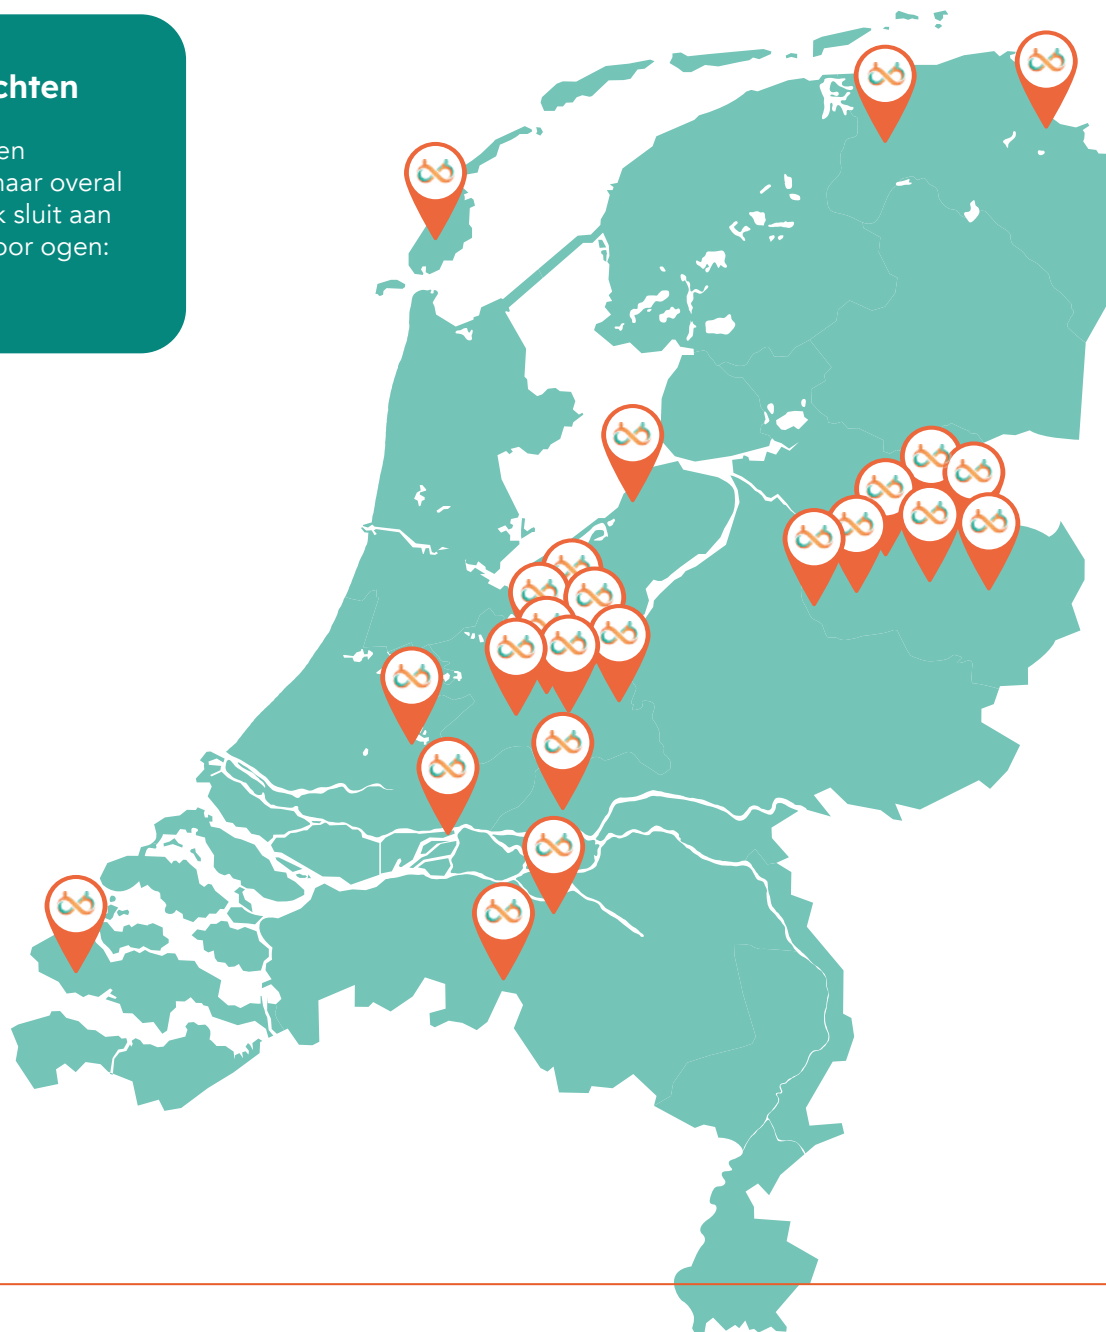 chten
en
naar overal
k sluit aan
oor ogen: